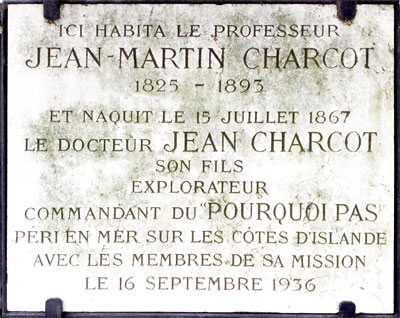 ICI HABITA LE PROFESSEUR
JEAN-MARTIN CHARCOT
1825 - 1893
ET NAQUIT LE 15 JUILLET 1867
LE DOCTEUR JEAN CHARCOT
SON FILS
EXPLORATEUR
COMMANDANT DU "POURQUOI PAS"
PÉRI EN MER SUR LES CÔTES D'ISLANDE
AVEC LES MEMBRES DE SA MISSION
LE 16 SEPTEMBRE 1936